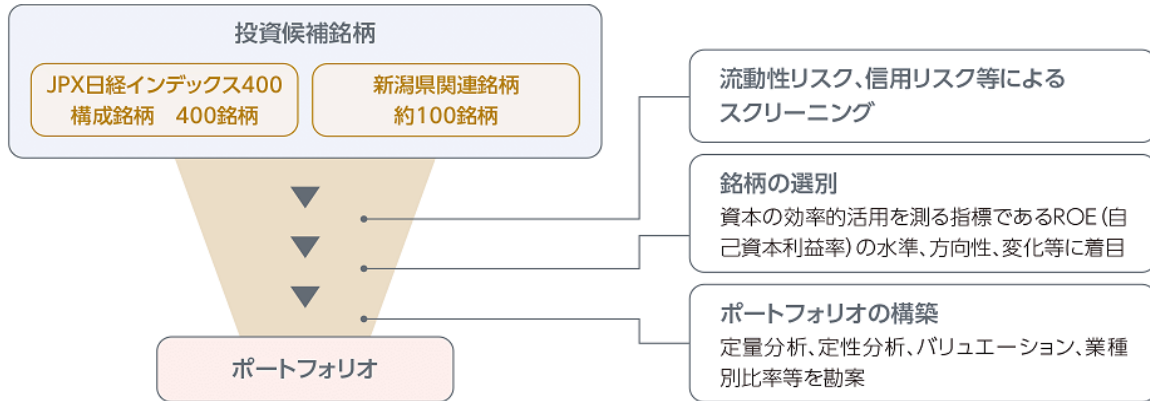 投資候補銘柄
JPX日経インデックス400
構成銘柄　400銘柄
新潟県関連銘柄
約100銘柄
流動性リスク、信用リスク等による
スクリーニング
銘柄の選別
資本の効率的活用を測る指標であるROE（自
己資本利益率）の水準、方向性、変化等に着目
ポートフォリオの構築
定量分析、定性分析、バリュエーション、業種
別比率等を勘案
ポートフォリオ